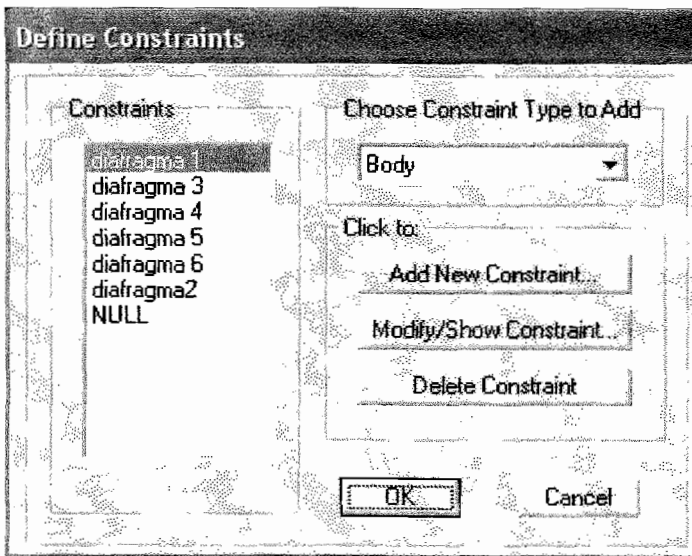 Define Constraints
Constraints
diafragma 1
diafragma 3
diafragma 4
diafragma 5
diafragma 6
diafragma2
NULL
Choose Constraint Type to Add
Body
Click to:
Add New Constraint...
Modify/Show Constraint...
Delete Constraint
OK
Cancel